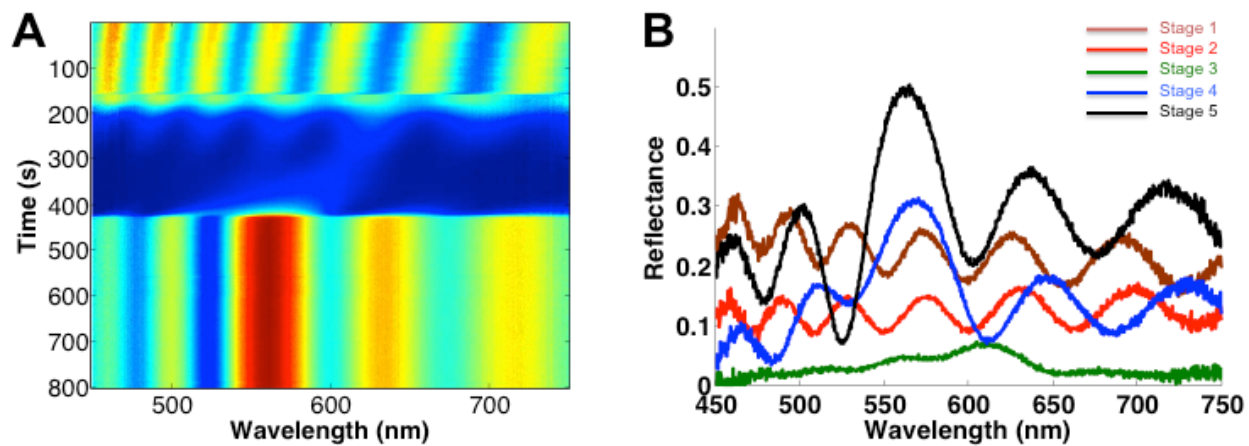 A
100
200
300
400
500
600
700
800
Time (s)
500 600 700
Wavelength (nm)
B
Stage 1
Stage 2
Stage 3
Stage 4
Stage 5
0.5
0.4
0.3
0.2
0.1
0
Reflectance
450 500 550 600 650 700 750
Wavelength (nm)